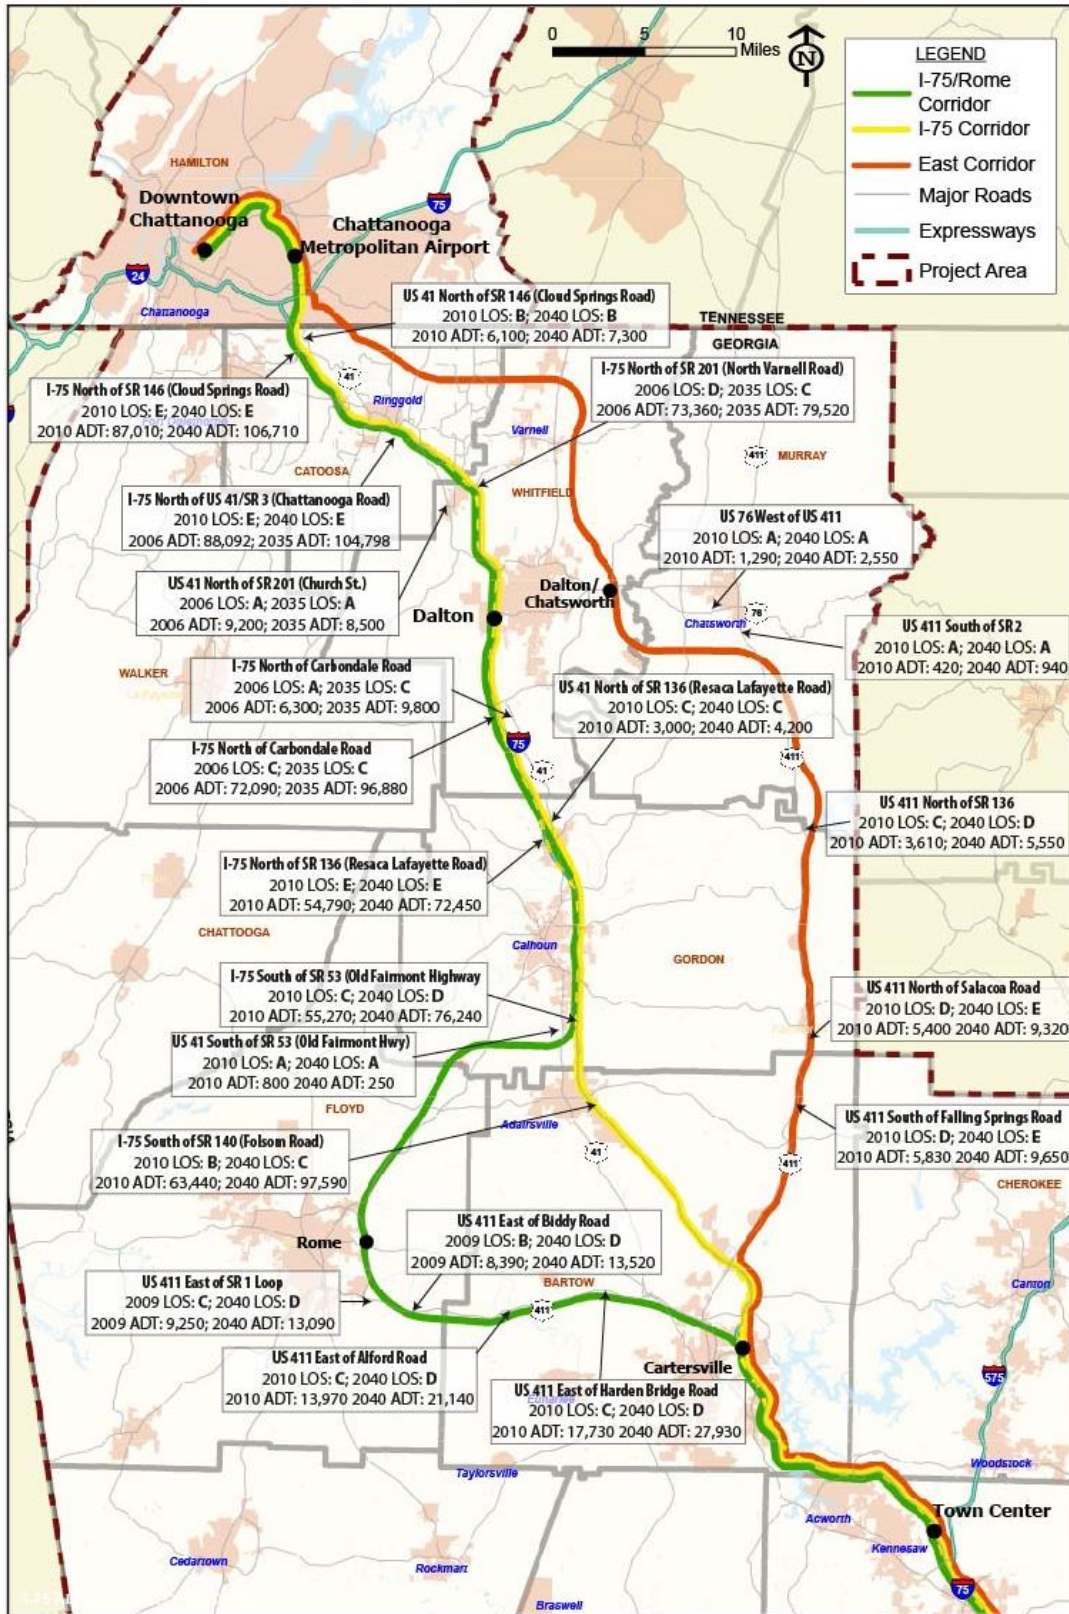 0 5 10 Miles
N
LEGEND
I-75/Rome
Corridor
I-75 Corridor
East Corridor
Major Roads
Expressways
Project Area
HAMILTON
Downtown
Chattanooga
Chattanooga
Metropolitan Airport
75
24
Chattanooga
US 41 North of SR 146 (Cloud Springs Road)
2010 LOS: B; 2040 LOS: B
2010 ADT: 6,100; 2040 ADT: 7,300
TENNESSEE
GEORGIA
I-75 North of SR 201 (North Varnell Road)
2006 LOS: D; 2035 LOS: C
2006 ADT: 73,360; 2035 ADT: 79,520
I-75 North of SR 146 (Cloud Springs Road)
2010 LOS: E; 2040 LOS: E
2010 ADT: 87,010; 2040 ADT: 106,710
41
Ringgold
Varnell
411
MURRAY
CATOOSA
WHITFIELD
I-75 North of US 41/SR 3 (Chattanooga Road)
2010 LOS: E; 2040 LOS: E
2006 ADT: 88,092; 2035 ADT: 104,798
US 76 West of US 411
2010 LOS: A; 2040 LOS: A
2010 ADT: 1,290; 2040 ADT: 2,550
US 41 North of SR 201 (Church St.)
2006 LOS: A; 2035 LOS: A
2006 ADT: 9,200; 2035 ADT: 8,500
Dalton
Dalton/
Chatsworth
Chatsworth
76
US 411 South of SR 2
2010 LOS: A; 2040 LOS: A
2010 ADT: 420; 2040 ADT: 940
WALKER
I-75 North of Carbondale Road
2006 LOS: A; 2035 LOS: C
2006 ADT: 6,300; 2035 ADT: 9,800
US 41 North of SR 136 (Resaca Lafayette Road)
2010 LOS: C; 2040 LOS: C
2010 ADT: 3,000; 2040 ADT: 4,200
I-75 North of Carbondale Road
2006 LOS: C; 2035 LOS: C
2006 ADT: 72,090; 2035 ADT: 96,880
75
41
411
US 411 North of SR 136
2010 LOS: C; 2040 LOS: D
2010 ADT: 3,610; 2040 ADT: 5,550
I-75 North of SR 136 (Resaca Lafayette Road)
2010 LOS: E; 2040 LOS: E
2010 ADT: 54,790; 2040 ADT: 72,450
CHATTOOGA
Calhoun
GORDON
I-75 South of SR 53 (Old Fairmont Highway
2010 LOS: C; 2040 LOS: D
2010 ADT: 55,270; 2040 ADT: 76,240
US 411 North of Salacoa Road
2010 LOS: D; 2040 LOS: E
2010 ADT: 5,400 2040 ADT: 9,320
US 41 South of SR 53 (Old Fairmont Hwy)
2010 LOS: A; 2040 LOS: A
2010 ADT: 800 2040 ADT: 250
FLOYD
Adairsville
US 411 South of Falling Springs Road
2010 LOS: D; 2040 LOS: E
2010 ADT: 5,830 2040 ADT: 9,650
I-75 South of SR 140 (Folsom Road)
2010 LOS: B; 2040 LOS: C
2010 ADT: 63,440; 2040 ADT: 97,590
41
411
CHEROKEE
Rome
US 411 East of Biddy Road
2009 LOS: B; 2040 LOS: D
2009 ADT: 8,390; 2040 ADT: 13,520
BARTOW
Canton
US 411 East of SR 1 Loop
2009 LOS: C; 2040 LOS: D
2009 ADT: 9,250; 2040 ADT: 13,090
411
US 411 East of Alford Road
2010 LOS: C; 2040 LOS: D
2010 ADT: 13,970 2040 ADT: 21,140
Cartersville
575
US 411 East of Harden Bridge Road
2010 LOS: C; 2040 LOS: D
2010 ADT: 17,730 2040 ADT: 27,930
Taylorsville
Woodstock
Town Center
Acworth
Kennesaw
Cedartown
Rockmart
75
Braswell